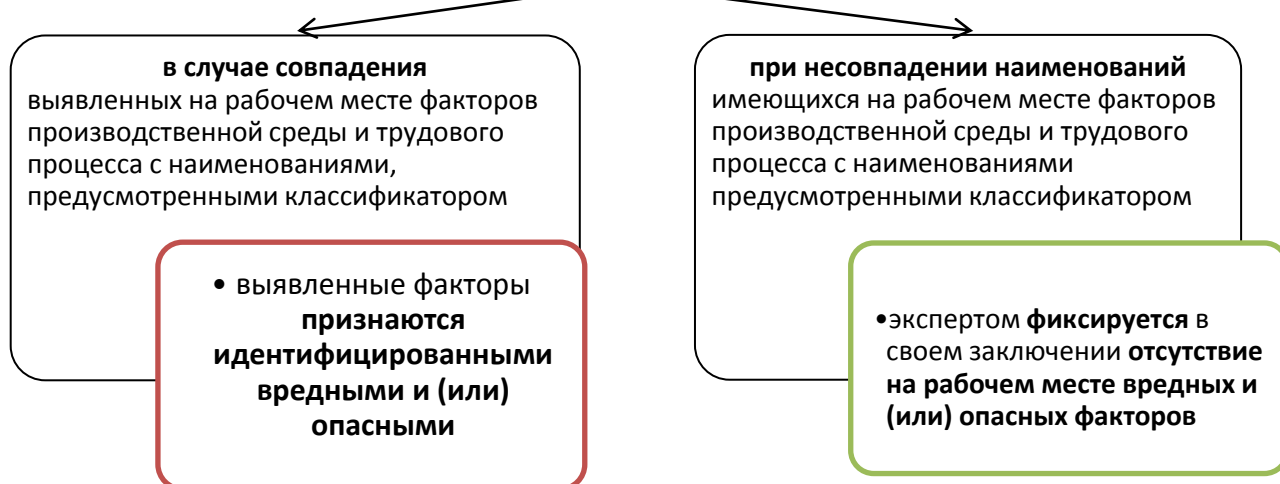 в случае совпадения
выявленных на рабочем месте факторов
производственной среды и трудового
процесса с наименованиями,
предусмотренными классификатором
• выявленные факторы
признаются
идентифицированными
вредными и (или)
опасными
при несовпадении наименований
имеющихся на рабочем месте факторов
производственной среды и трудового
процесса с наименованиями
предусмотренными классификатором
•экспертом фиксируется в
своем заключении отсутствие
на рабочем месте вредных и
(или) опасных факторов